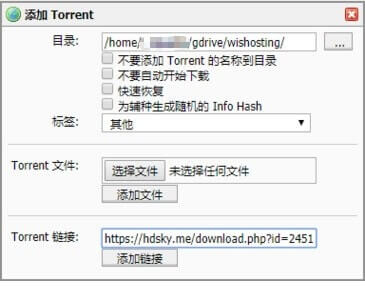 添加 Torrent
目录: /home/ /gdrive/wishosting/ ...
不要添加 Torrent 的名称到目录
不要自动开始下载
快速恢复
为辅种生成随机的 Info Hash
标签: 其他
Torrent 文件: 选择文件 未选择任何文件
添加文件
Torrent 链接: https://hdsky.me/download.php?id=2451
添加链接